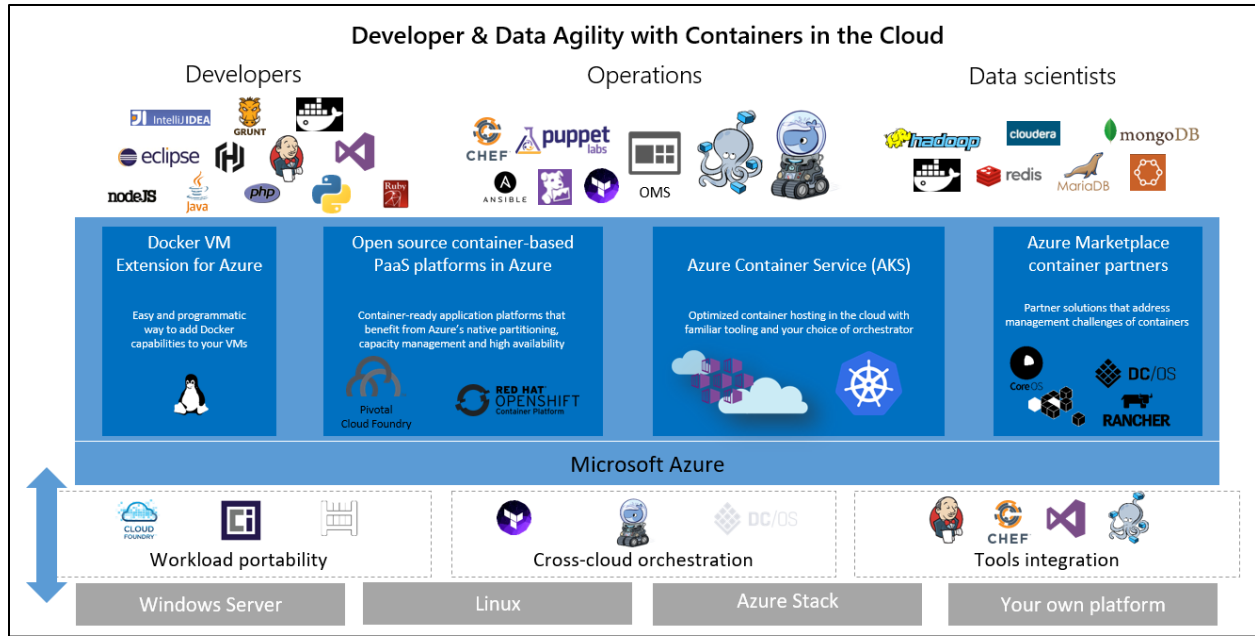 Developer & Data Agility with Containers in the Cloud
Developers
Operations
Data scientists
IntelliJ IDEA
GRUNT
eclipse
nodeJS
Java
php
Ruby
CHEF
puppet
labs
ANSIBLE
OMS
hadoop
cloudera
mongoDB
redis
MariaDB
Docker VM
Extension for Azure
Easy and programmatic
way to add Docker
capabilities to your VMs
Open source container-based
PaaS platforms in Azure
Container-ready application platforms that
benefit from Azure's native partitioning,
capacity management and high availability
Pivotal
Cloud Foundry
RED HAT
OPENSHIFT
Container Platform
Azure Container Service (AKS)
Optimized container hosting in the cloud with
familiar tooling and your choice of orchestrator
Azure Marketplace
container partners
Partner solutions that address
management challenges of containers
CoreOS
DC/OS
RANCHER
Microsoft Azure
CLOUD
FOUNDRY
Ci
Workload portability
DC/OS
Cross-cloud orchestration
CHEF
Tools integration
Windows Server
Linux
Azure Stack
Your own platform